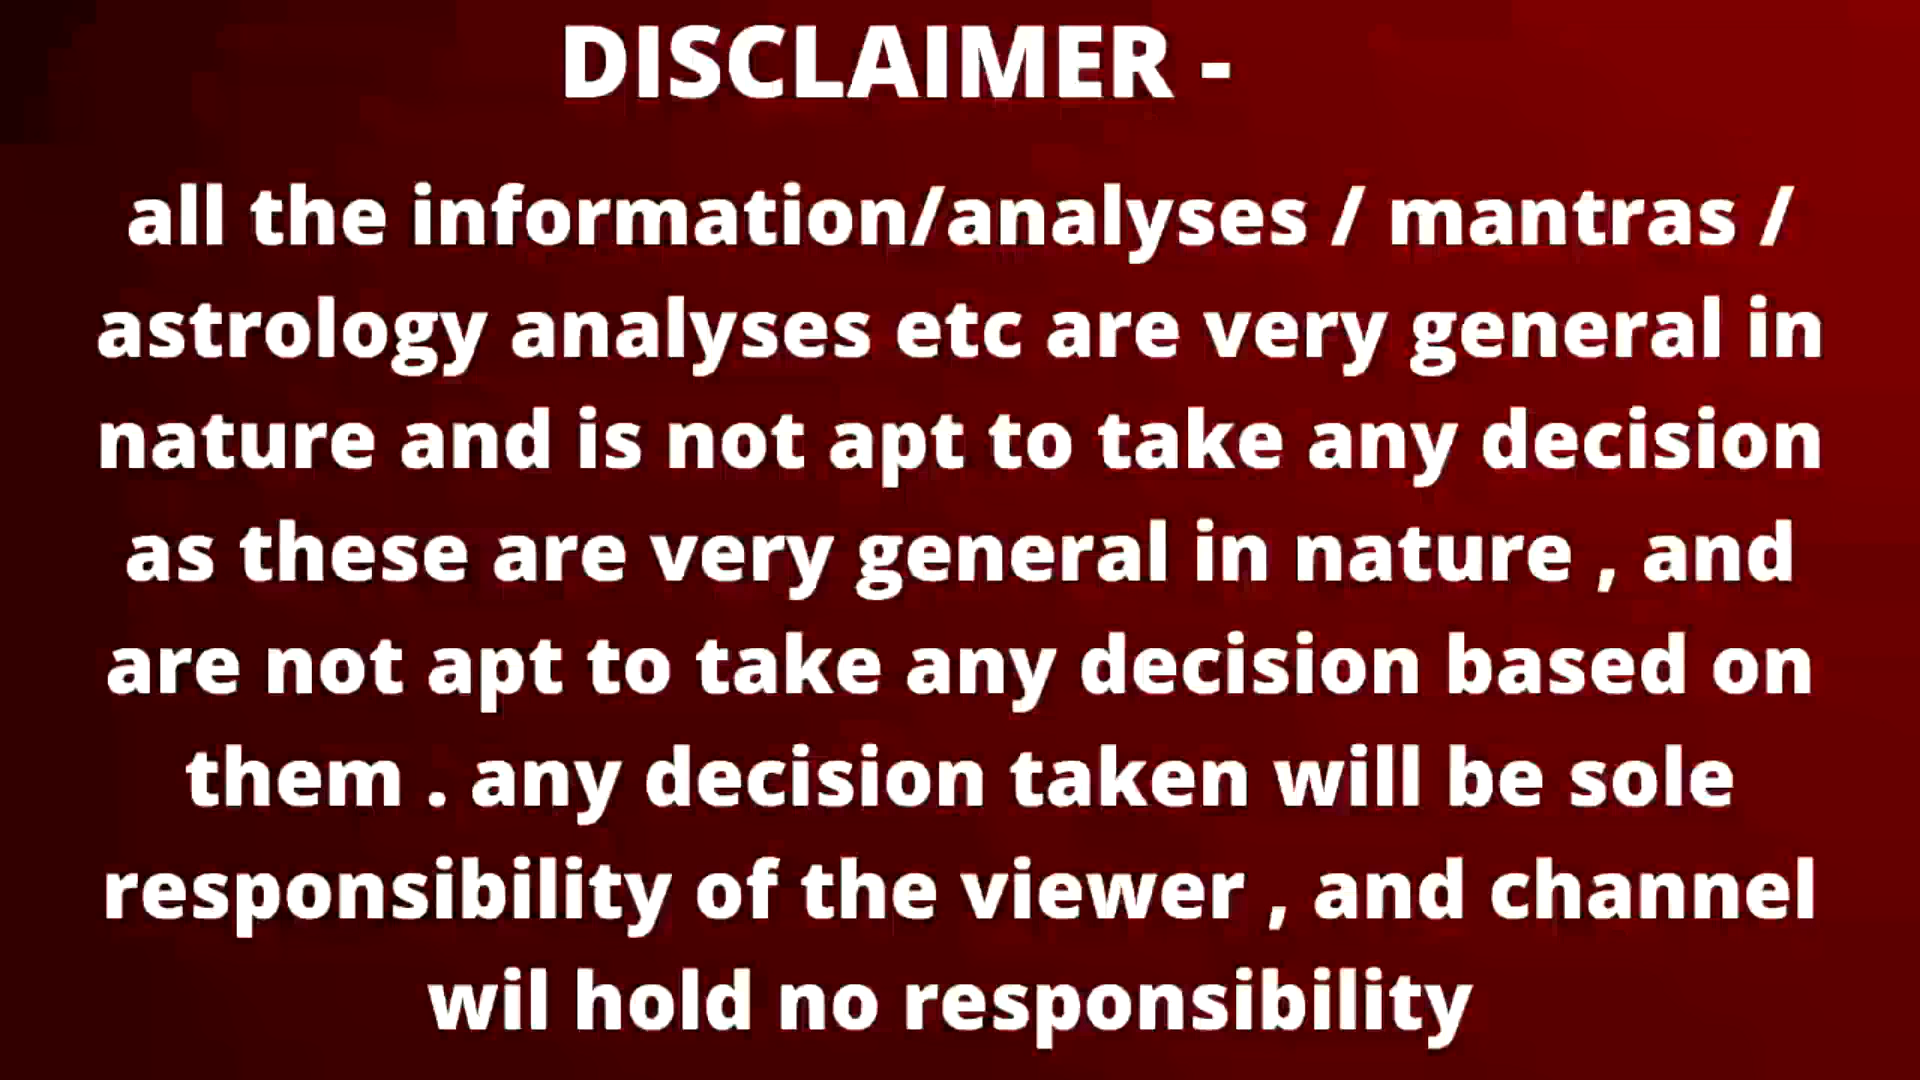 DISCLAIMER -
all the information/analyses / mantras /
astrology analyses etc are very general in
nature and is not apt to take any decision
as these are very general in nature , and
are not apt to take any decision based on
them . any decision taken will be sole
responsibility of the viewer , and channel
wil hold no responsibility